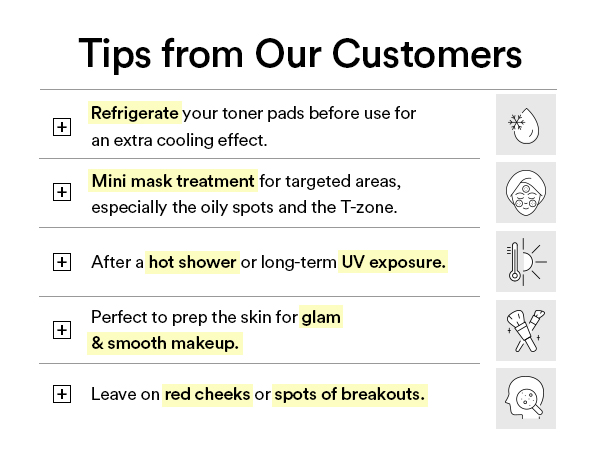 Tips from Our Customers
Refrigerate your toner pads before use for
an extra cooling effect.
Mini mask treatment for targeted areas,
especially the oily spots and the T-zone.
After a hot shower or long-term UV exposure.
Perfect to prep the skin for glam
& smooth makeup.
Leave on red cheeks or spots of breakouts.